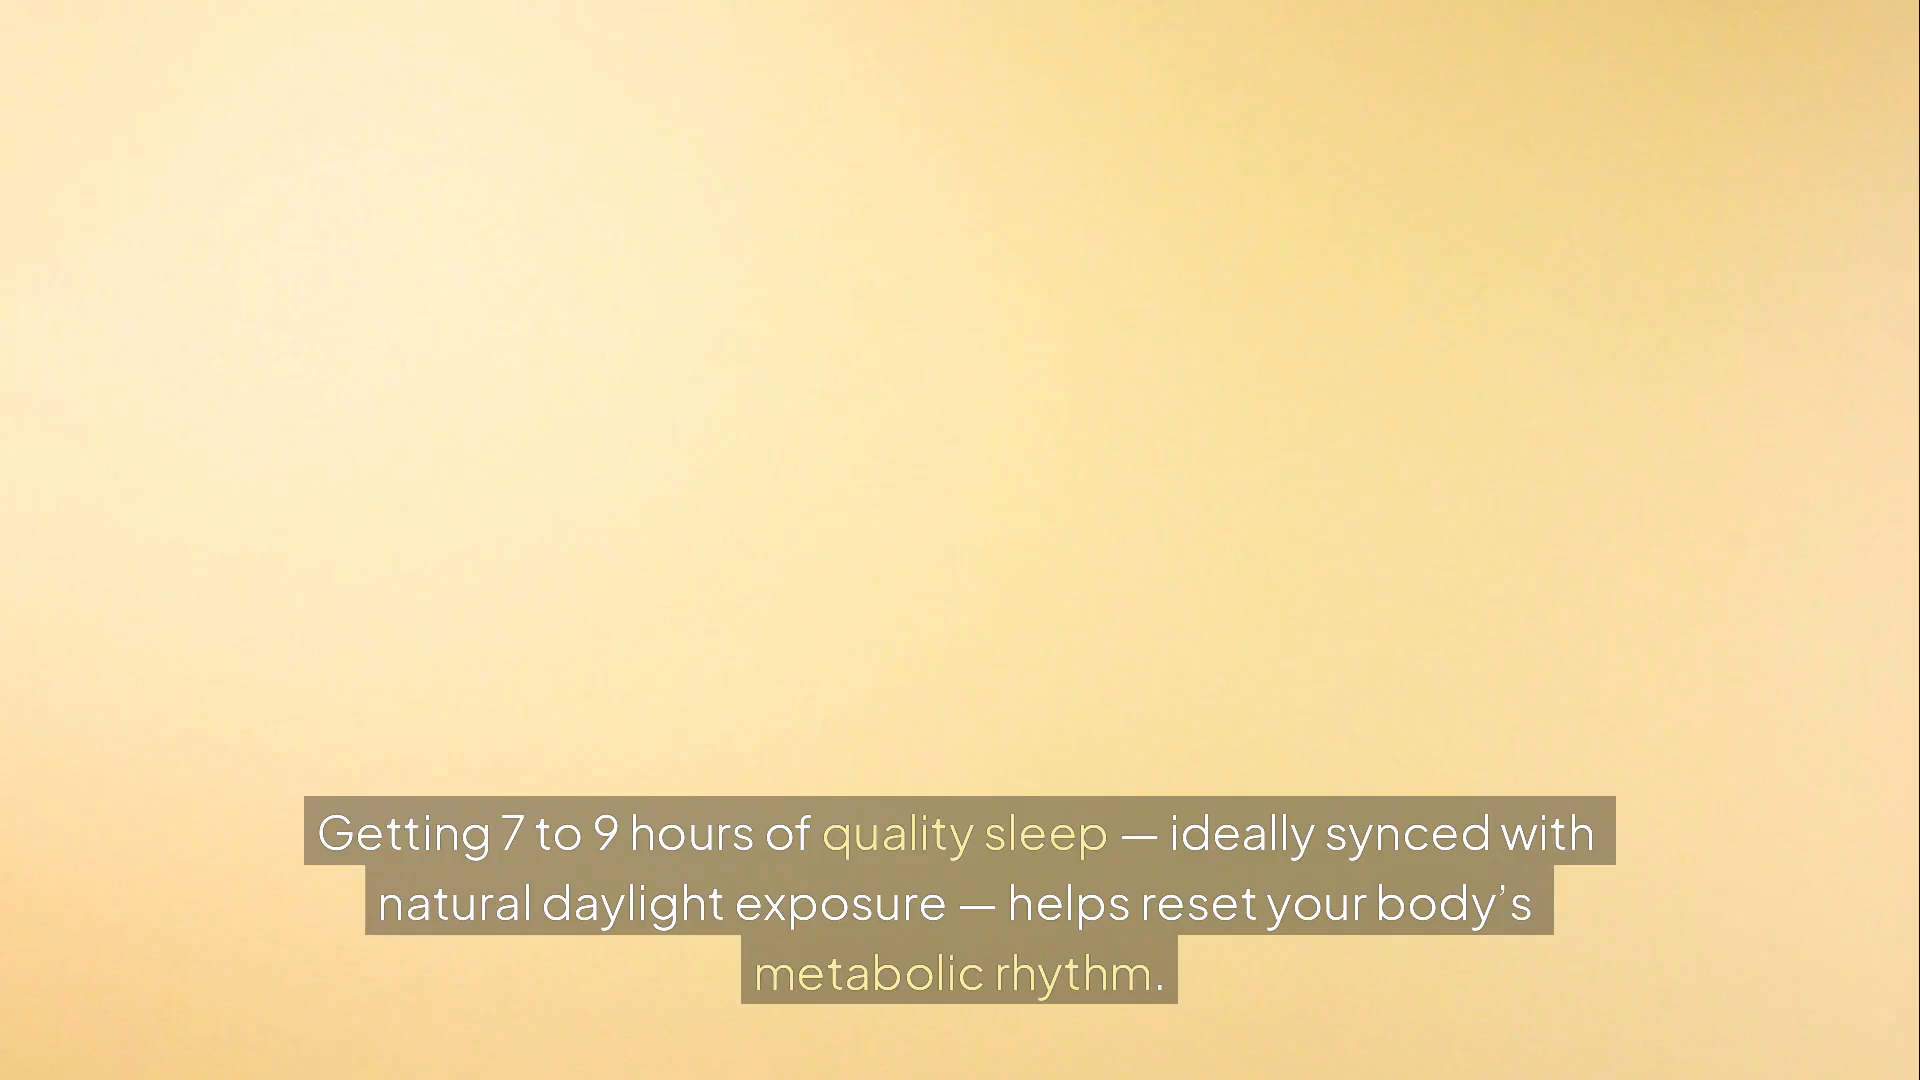 Getting 7 to 9 hours of quality sleep — ideally synced with
natural daylight exposure — helps reset your body’s
metabolic rhythm.